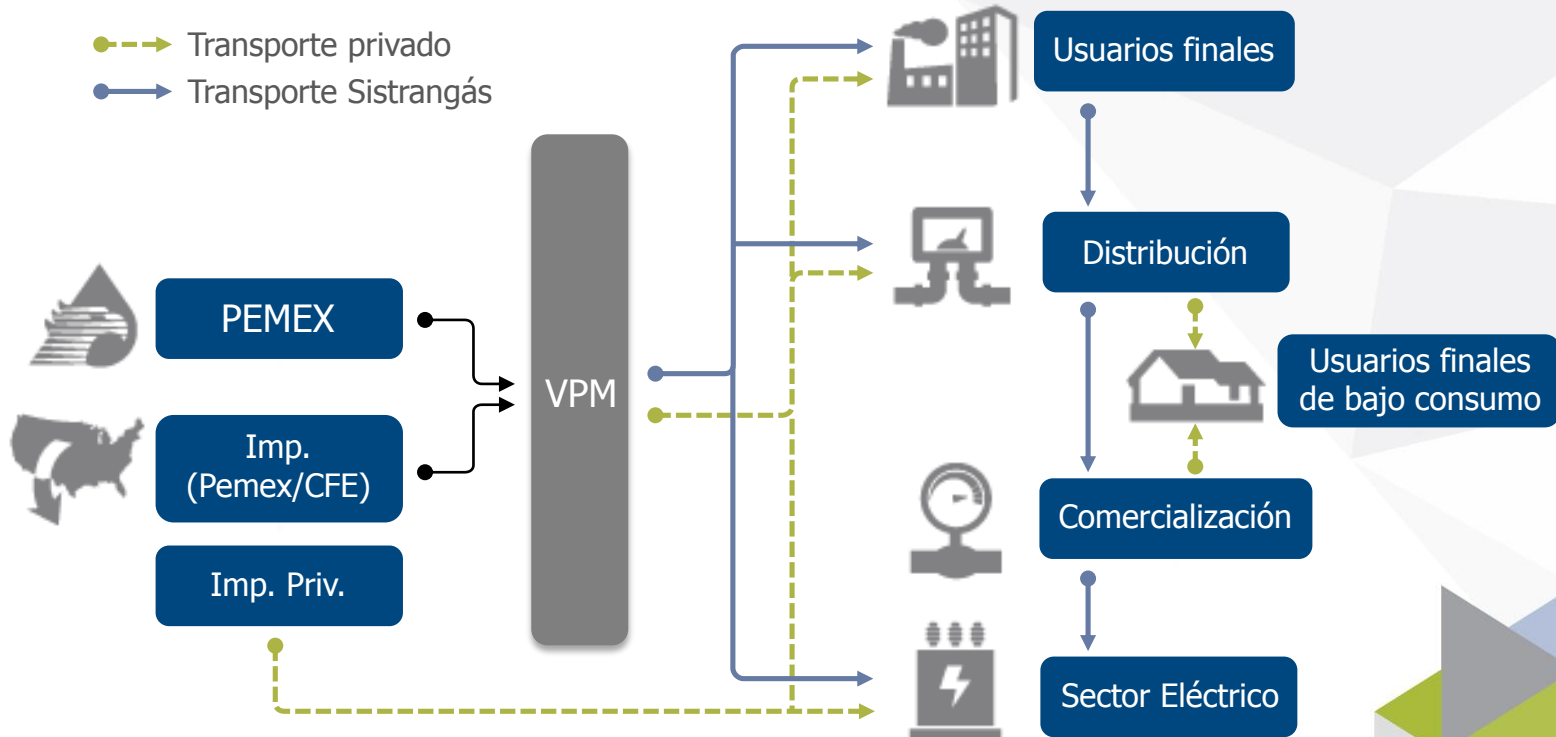 Transporte privado
Transporte Sistrangás
PEMEX
Imp.
(Pemex/CFE)
Imp. Priv.
VPM
Usuarios finales
Distribución
Usuarios finales
de bajo consumo
Comercialización
Sector Eléctrico